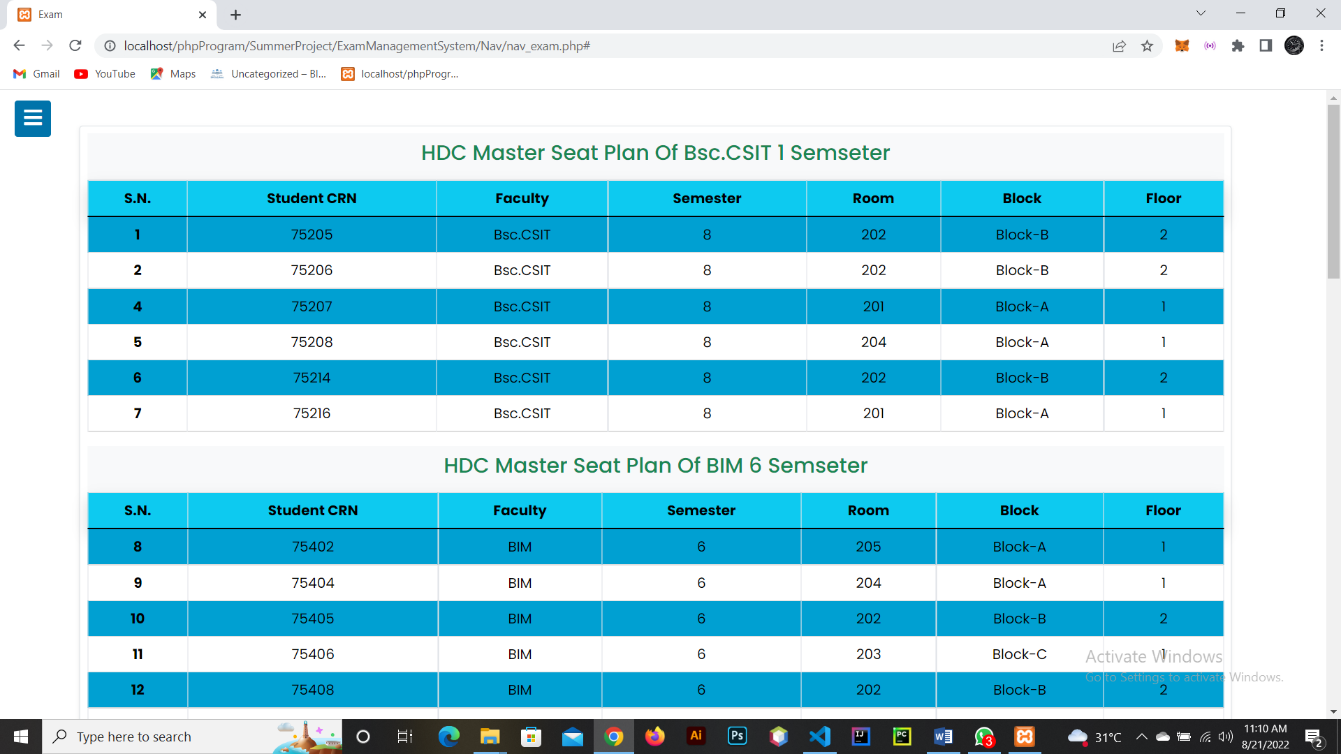 Exam
localhost/phpProgram/SummerProject/ExamManagementSystem/Nav/nav_exam.php#
Gmail YouTube Maps Uncategorized – Bl... localhost/phpProgr...
HDC Master Seat Plan Of Bsc.CSIT 1 Semseter
S.N. Student CRN Faculty Semester Room Block Floor
1 75205 Bsc.CSIT 8 202 Block-B 2
2 75206 Bsc.CSIT 8 202 Block-B 2
4 75207 Bsc.CSIT 8 201 Block-A 1
5 75208 Bsc.CSIT 8 204 Block-A 1
6 75214 Bsc.CSIT 8 202 Block-B 2
7 75216 Bsc.CSIT 8 201 Block-A 1
HDC Master Seat Plan Of BIM 6 Semseter
S.N. Student CRN Faculty Semester Room Block Floor
8 75402 BIM 6 205 Block-A 1
9 75404 BIM 6 204 Block-A 1
10 75405 BIM 6 202 Block-B 2
11 75406 BIM 6 203 Block-C 1
12 75408 BIM 6 202 Block-B 2
Activate Windows
Go to Settings to activate Windows.
Type here to search
Ai Ps IJ PC W 3
31°C
11:10 AM
8/21/2022
2